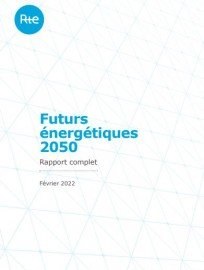 Rte
Futurs
énergétiques
2050
Rapport complet
Février 2022